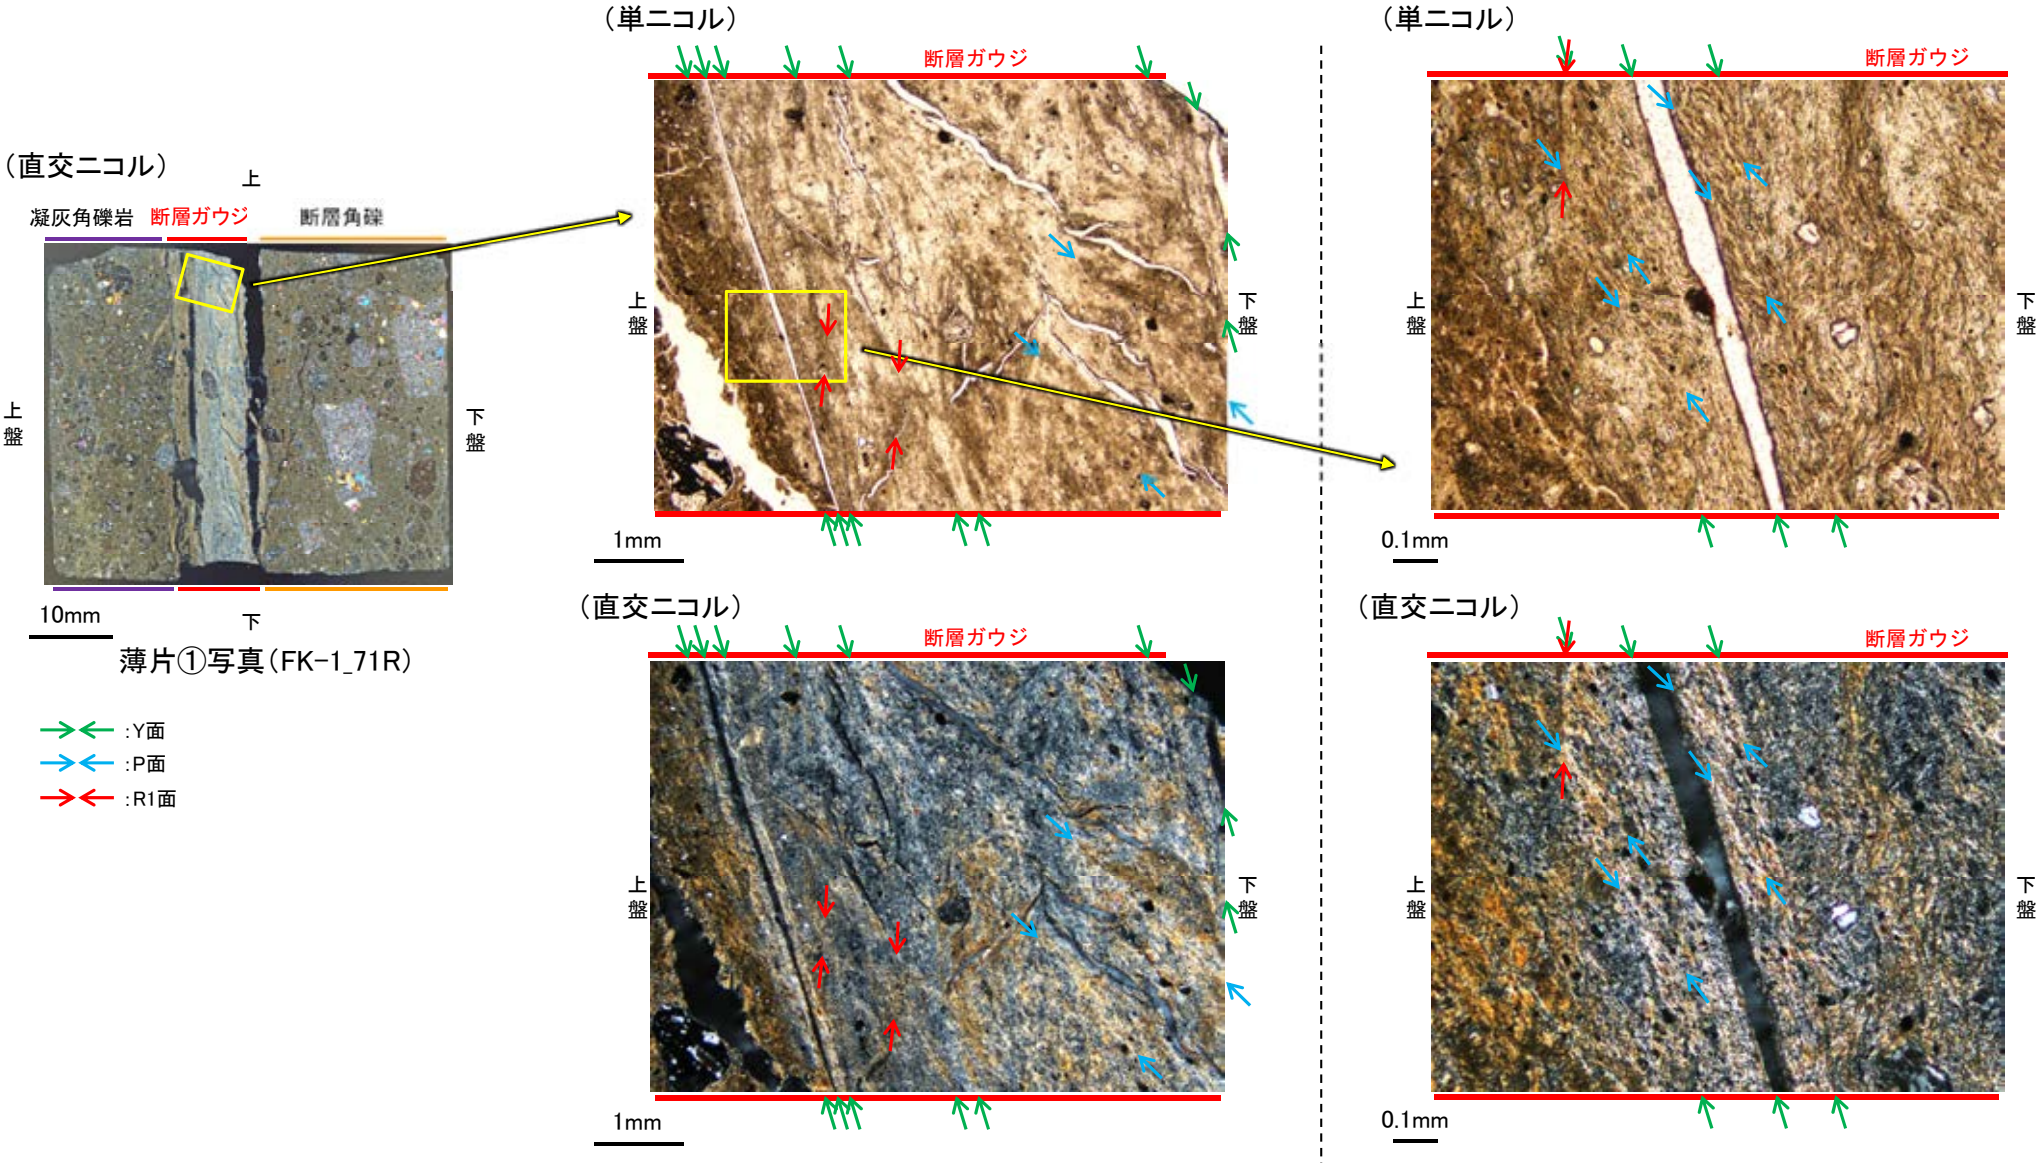 （直交ニコル）
上
凝灰角礫岩 断層ガウジ 断層角礫
上盤
下盤
10mm
下
薄片①写真（FK-1_71R）
：Y面
：P面
：R1面
（単ニコル）
断層ガウジ
上盤
下盤
1mm
（直交ニコル）
断層ガウジ
上盤
下盤
1mm
（単ニコル）
断層ガウジ
上盤
下盤
0.1mm
（直交ニコル）
断層ガウジ
上盤
下盤
0.1mm